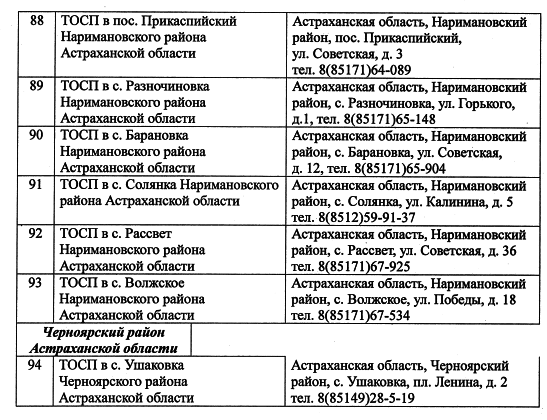 88 ТОСП в пос. Прикаспийский Астраханская область, Наримановский
Наримановского района район, пос. Прикаспийский,
Астраханской области ул. Советская, д. 3
тел. 8(85171)64-089
89 ТОСП в с. Разночиновка Астраханская область, Наримановский
Наримановского района район, с. Разночиновка, ул. Горького,
Астраханской области д.1, тел. 8(85171)65-148
90 ТОСП в с. Барановка Астраханская область, Наримановский
Наримановского района район, с. Барановка, ул. Советская,
Астраханской области д. 12, тел. 8(85171)65-904
91 ТОСП в с. Солянка Наримановского Астраханская область, Наримановский
района Астраханской области район, с. Солянка, ул. Калинина, д. 5
тел. 8(8512)59-91-37
92 ТОСП в с. Рассвет Астраханская область, Наримановский
Наримановского района район, с. Рассвет, ул. Советская, д. 36
Астраханской области тел. 8(85171)67-925
93 ТОСП в с. Волжское Астраханская область, Наримановский
Наримановского района район, с. Волжское, ул. Победы, д. 18
Астраханской области тел. 8(85171)67-534
Черноярский район
Астраханской области
94 ТОСП в с. Ушаковка Астраханская область, Черноярский
Черноярского района район, с. Ушаковка, пл. Ленина, д. 2
Астраханской области тел. 8(85149)28-5-19